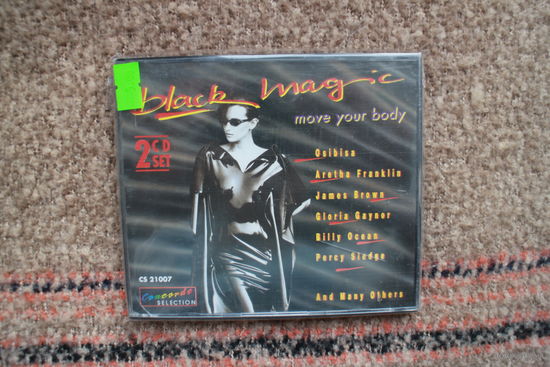 black magic
move your body
2 CD SET
Osibisa
Aretha Franklin
James Brown
Gloria Gaynor
Billy Ocean
Percy Sledge
And Many Others
CS 21007
Concorde
SELECTION